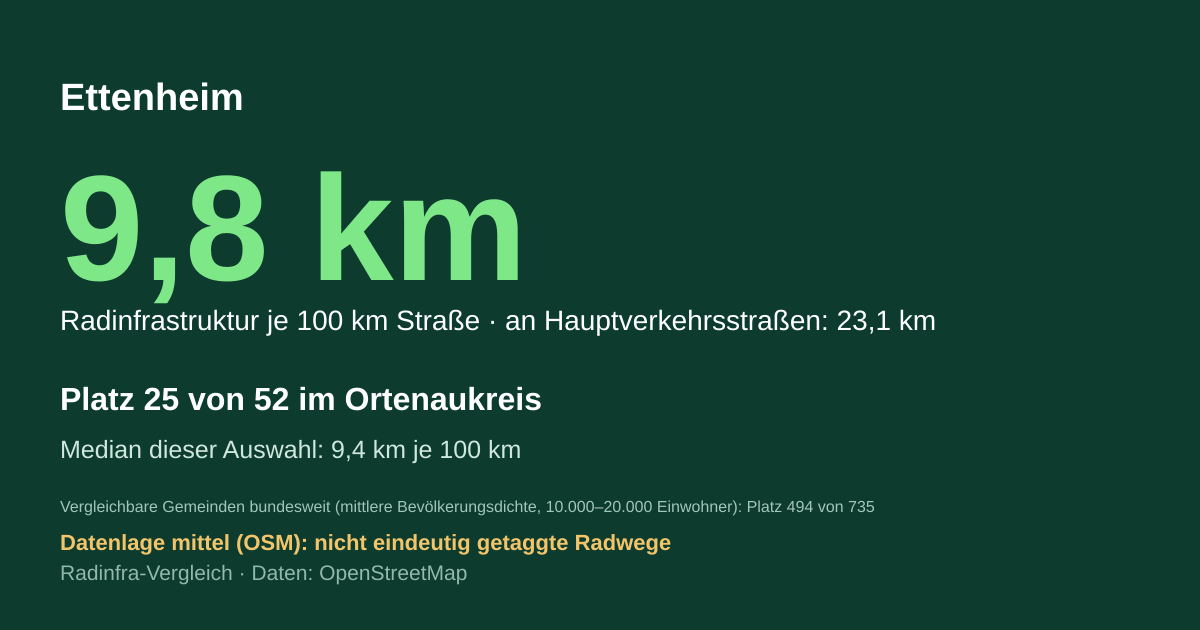 Ettenheim
9,8 km
Radinfrastruktur je 100 km Straße · an Hauptverkehrsstraßen: 23,1 km
Platz 25 von 52 im Ortenaukreis
Median dieser Auswahl: 9,4 km je 100 km
Vergleichbare Gemeinden bundesweit (mittlere Bevölkerungsdichte, 10.000–20.000 Einwohner): Platz 494 von 735
Datenlage mittel (OSM): nicht eindeutig getaggte Radwege
Radinfra-Vergleich · Daten: OpenStreetMap